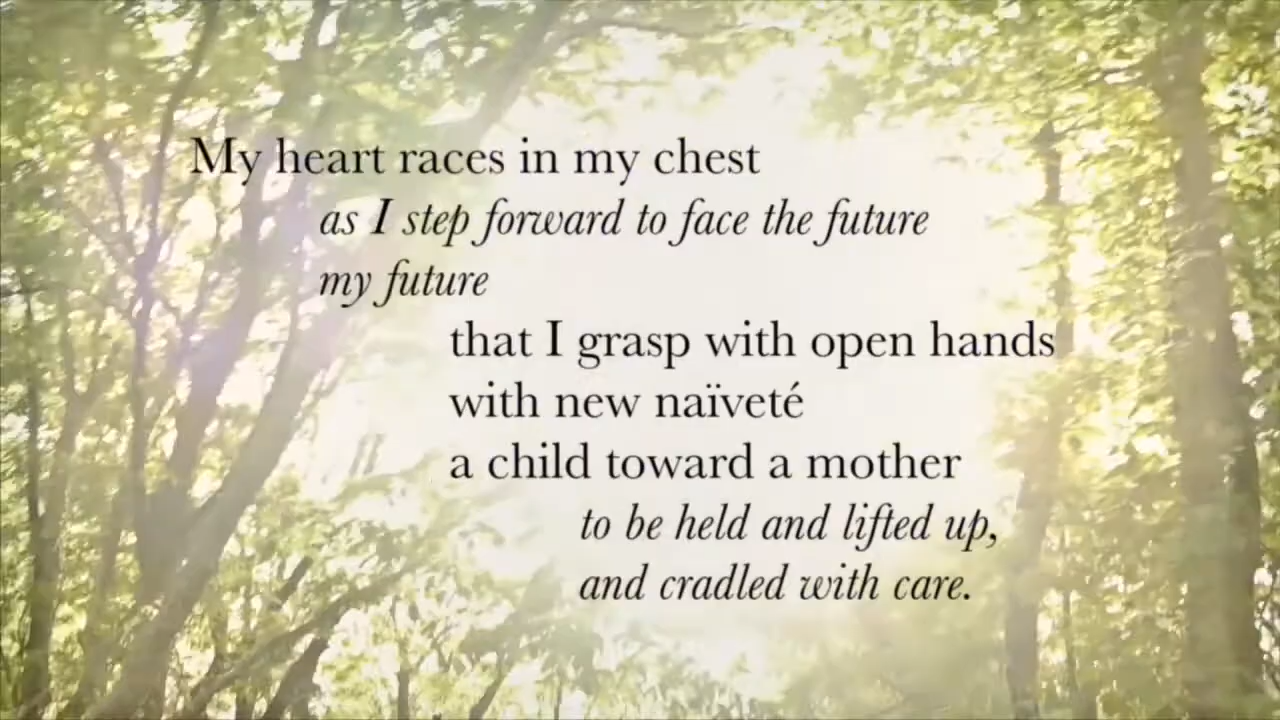 My heart races in my chest
as I step forward to face the future
my future
that I grasp with open hands
with new naïveté
a child toward a mother
to be held and lifted up,
and cradled with care.